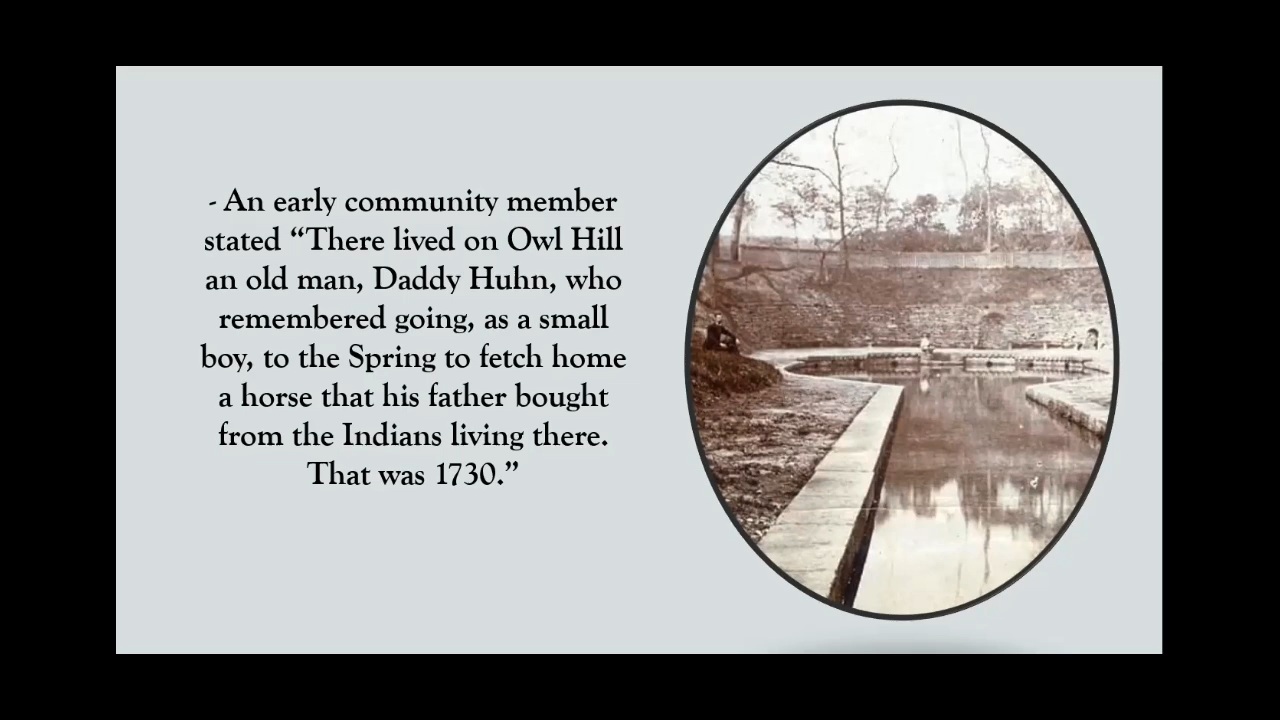 - An early community member
stated “There lived on Owl Hill
an old man, Daddy Huhn, who
remembered going, as a small
boy, to the Spring to fetch home
a horse that his father bought
from the Indians living there.
That was 1730.”